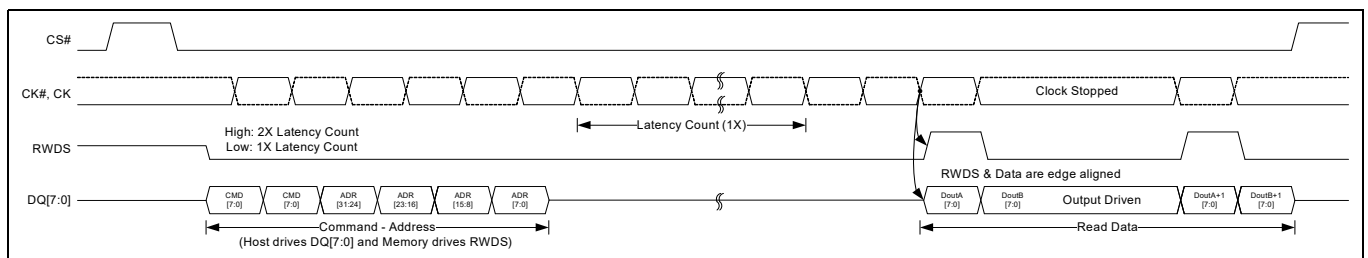 CS#
CK#, CK
Clock Stopped
Latency Count (1X)
High: 2X Latency Count
Low: 1X Latency Count
RWDS
RWDS & Data are edge aligned
DQ[7:0]
CMD [7:0]
CMD [7:0]
ADR [31:24]
ADR [23:16]
ADR [15:8]
ADR [7:0]
DoutA [7:0]
DoutB [7:0]
Output Driven
DoutA+1 [7:0]
DoutB+1 [7:0]
Command - Address
(Host drives DQ[7:0] and Memory drives RWDS)
Read Data